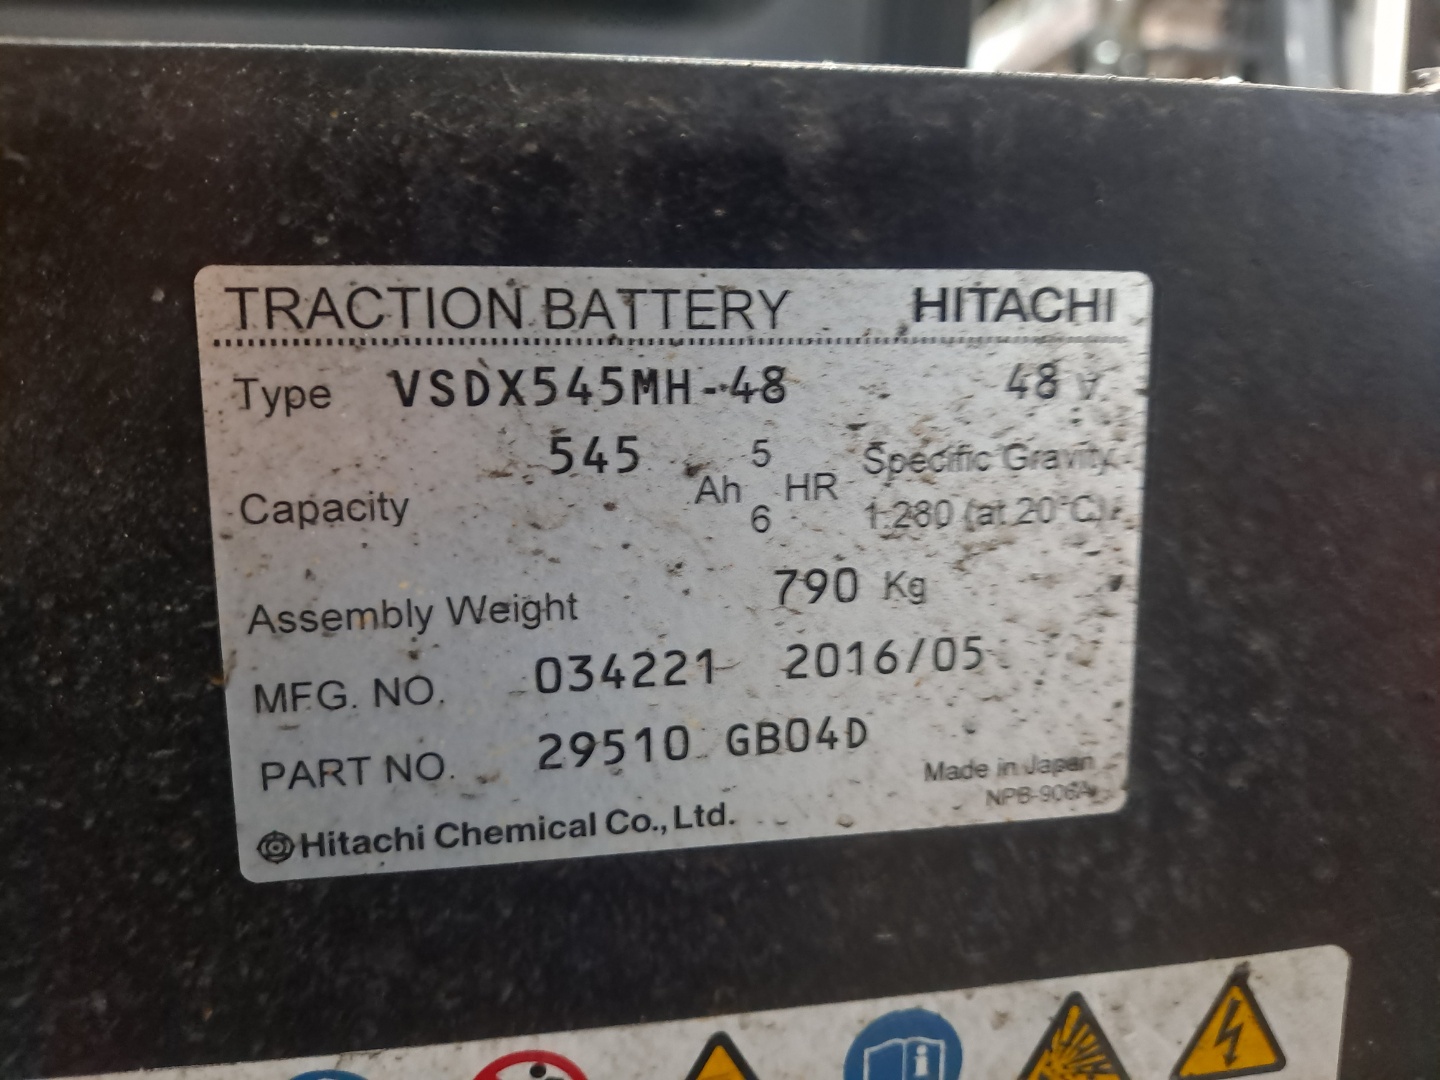 TRACTION BATTERY HITACHI
Type VSDX545MH-48 48 V
Capacity 545 Ah 5 HR Specific Gravity
6 1.280 (at 20°C)
Assembly Weight 790 Kg
MFG. NO. 034221 2016/05
PART NO. 29510 GB04D
Made in Japan
NPB-906A
Hitachi Chemical Co., Ltd.